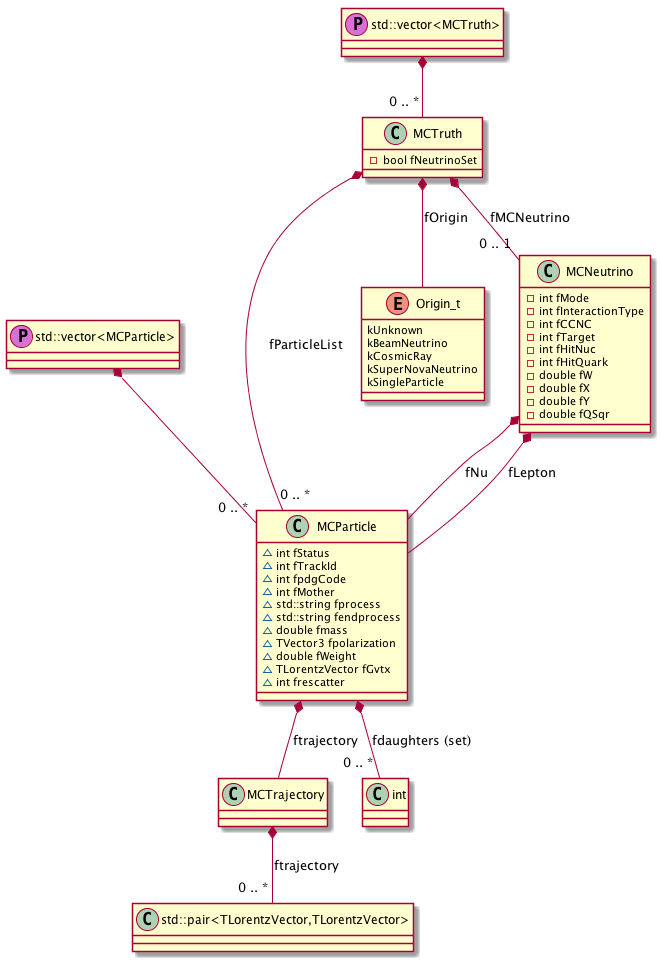 P std::vector<MCTruth>
0 .. *
C MCTruth
bool fNeutrinoSet
fOrigin
fMCNeutrino
0 .. 1
C MCNeutrino
int fMode
int fInteractionType
int fCCNC
int fTarget
int fHitNuc
int fHitQuark
double fW
double fX
double fY
double fQSqr
E Origin_t
kUnknown
kBeamNeutrino
kCosmicRay
kSuperNovaNeutrino
kSingleParticle
P std::vector<MCParticle>
fParticleList
fNu
fLepton
0 .. *
0 .. *
C MCParticle
~ int fStatus
~ int fTrackId
~ int fpdgCode
~ int fMother
~ std::string fprocess
~ std::string fendprocess
~ double fmass
~ TVector3 fpolarization
~ double fWeight
~ TLorentzVector fGvtx
~ int frescatter
ftrajectory
fdaughters (set)
0 .. *
C MCTrajectory
C int
ftrajectory
0 .. *
C std::pair<TLorentzVector,TLorentzVector>